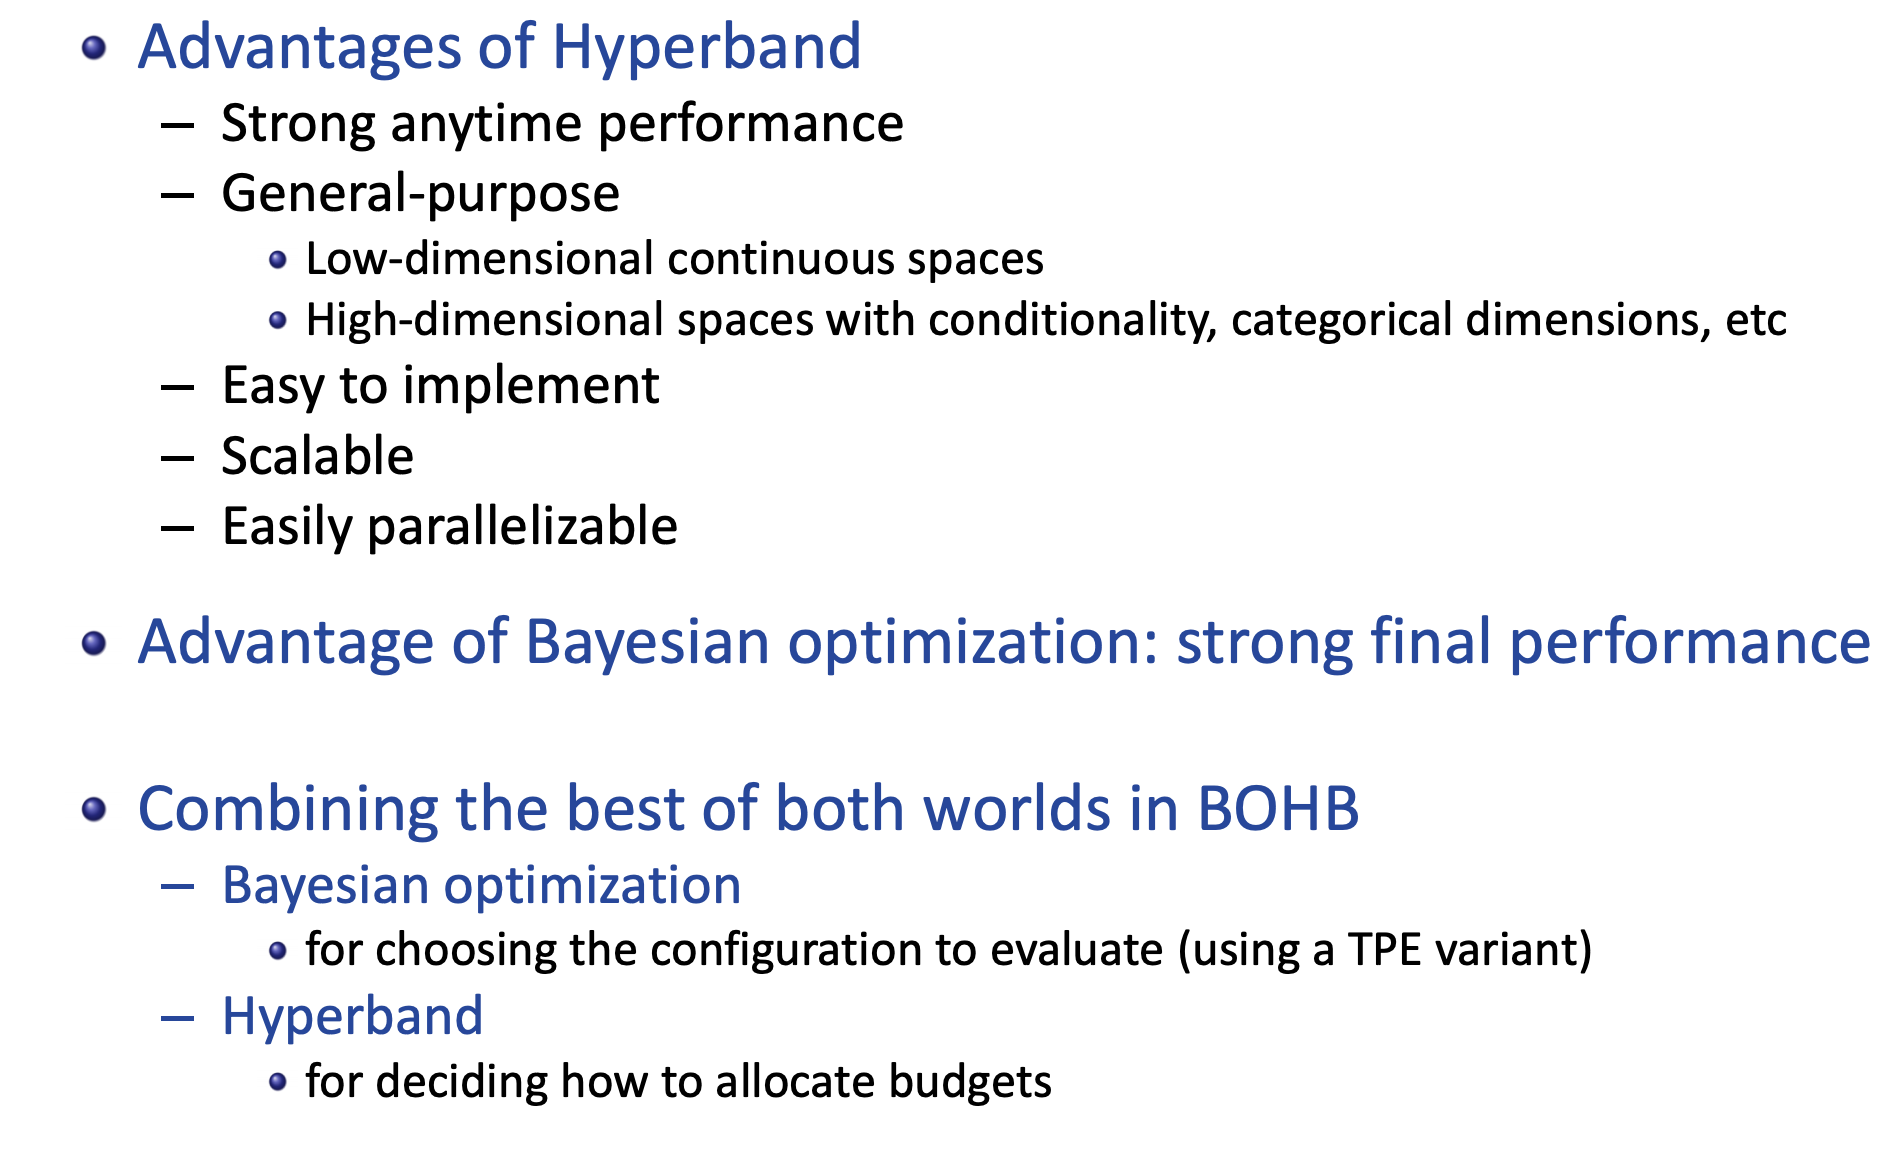 • Advantages of Hyperband
– Strong anytime performance
– General-purpose
• Low-dimensional continuous spaces
• High-dimensional spaces with conditionality, categorical dimensions, etc
– Easy to implement
– Scalable
– Easily parallelizable
• Advantage of Bayesian optimization: strong final performance
• Combining the best of both worlds in BOHB
– Bayesian optimization
• for choosing the configuration to evaluate (using a TPE variant)
– Hyperband
• for deciding how to allocate budgets